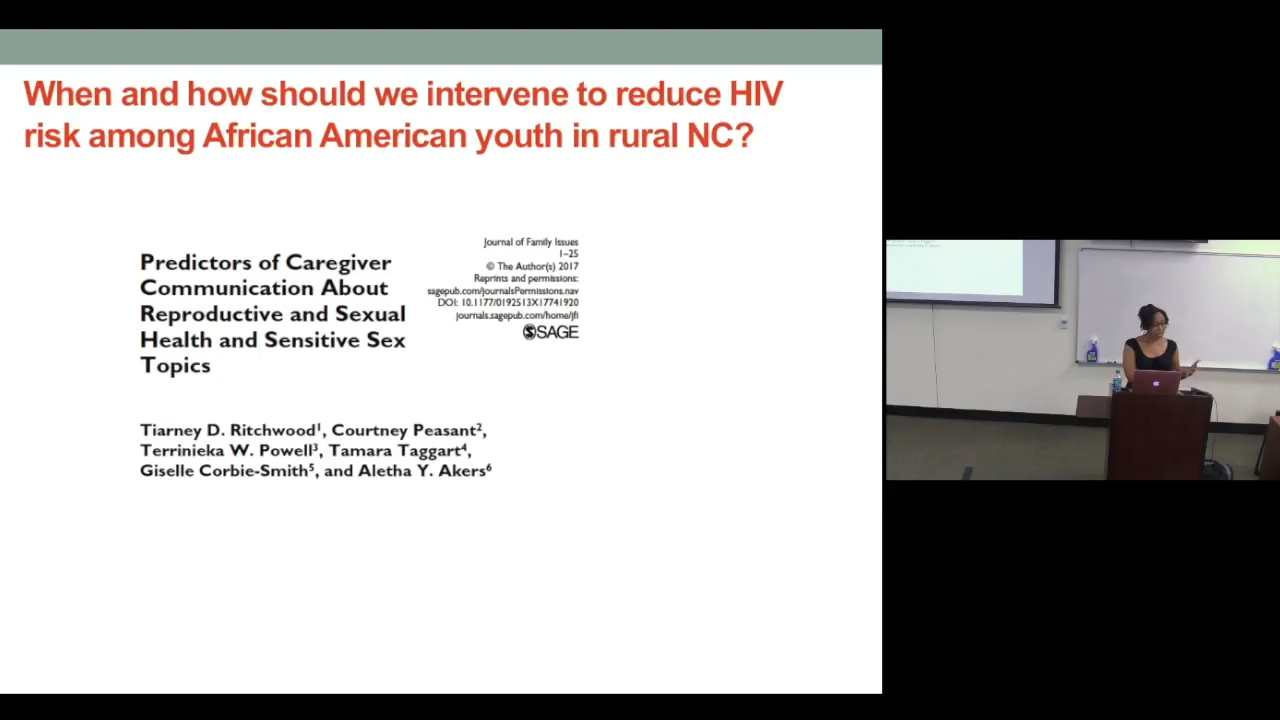 When and how should we intervene to reduce HIV
risk among African American youth in rural NC?
Predictors of Caregiver
Communication About
Reproductive and Sexual
Health and Sensitive Sex
Topics
Journal of Family Issues
1–25
© The Author(s) 2017
Reprints and permissions:
sagepub.com/journalsPermissions.nav
DOI: 10.1177/0192513X17741920
journals.sagepub.com/home/jfi
SAGE
Tiarney D. Ritchwood¹, Courtney Peasant²,
Terrinieka W. Powell³, Tamara Taggart⁴,
Giselle Corbie-Smith⁵, and Aletha Y. Akers⁶